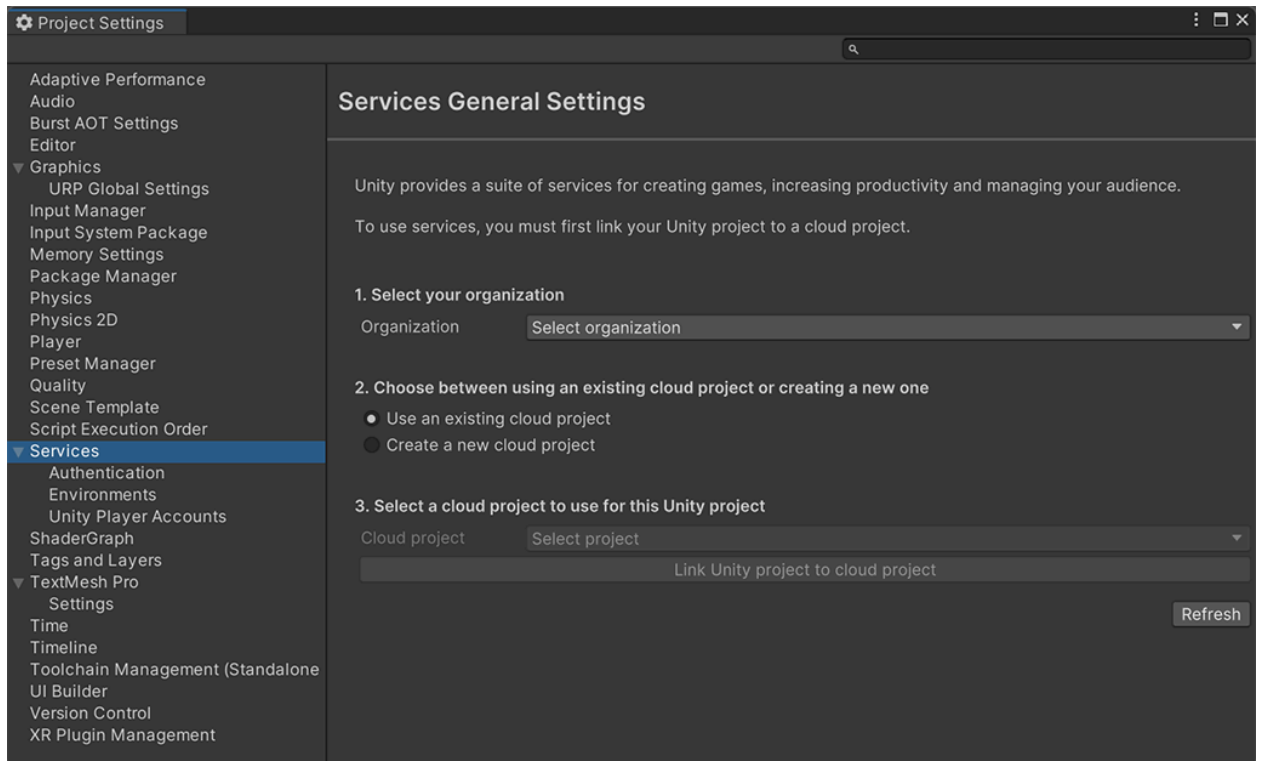 Project Settings
Adaptive Performance
Audio
Burst AOT Settings
Editor
Graphics
URP Global Settings
Input Manager
Input System Package
Memory Settings
Package Manager
Physics
Physics 2D
Player
Preset Manager
Quality
Scene Template
Script Execution Order
Services
Authentication
Environments
Unity Player Accounts
ShaderGraph
Tags and Layers
TextMesh Pro
Settings
Time
Timeline
Toolchain Management (Standalone
UI Builder
Version Control
XR Plugin Management
Services General Settings
Unity provides a suite of services for creating games, increasing productivity and managing your audience.
To use services, you must first link your Unity project to a cloud project.
1. Select your organization
Organization Select organization
2. Choose between using an existing cloud project or creating a new one
Use an existing cloud project
Create a new cloud project
3. Select a cloud project to use for this Unity project
Cloud project Select project
Link Unity project to cloud project
Refresh